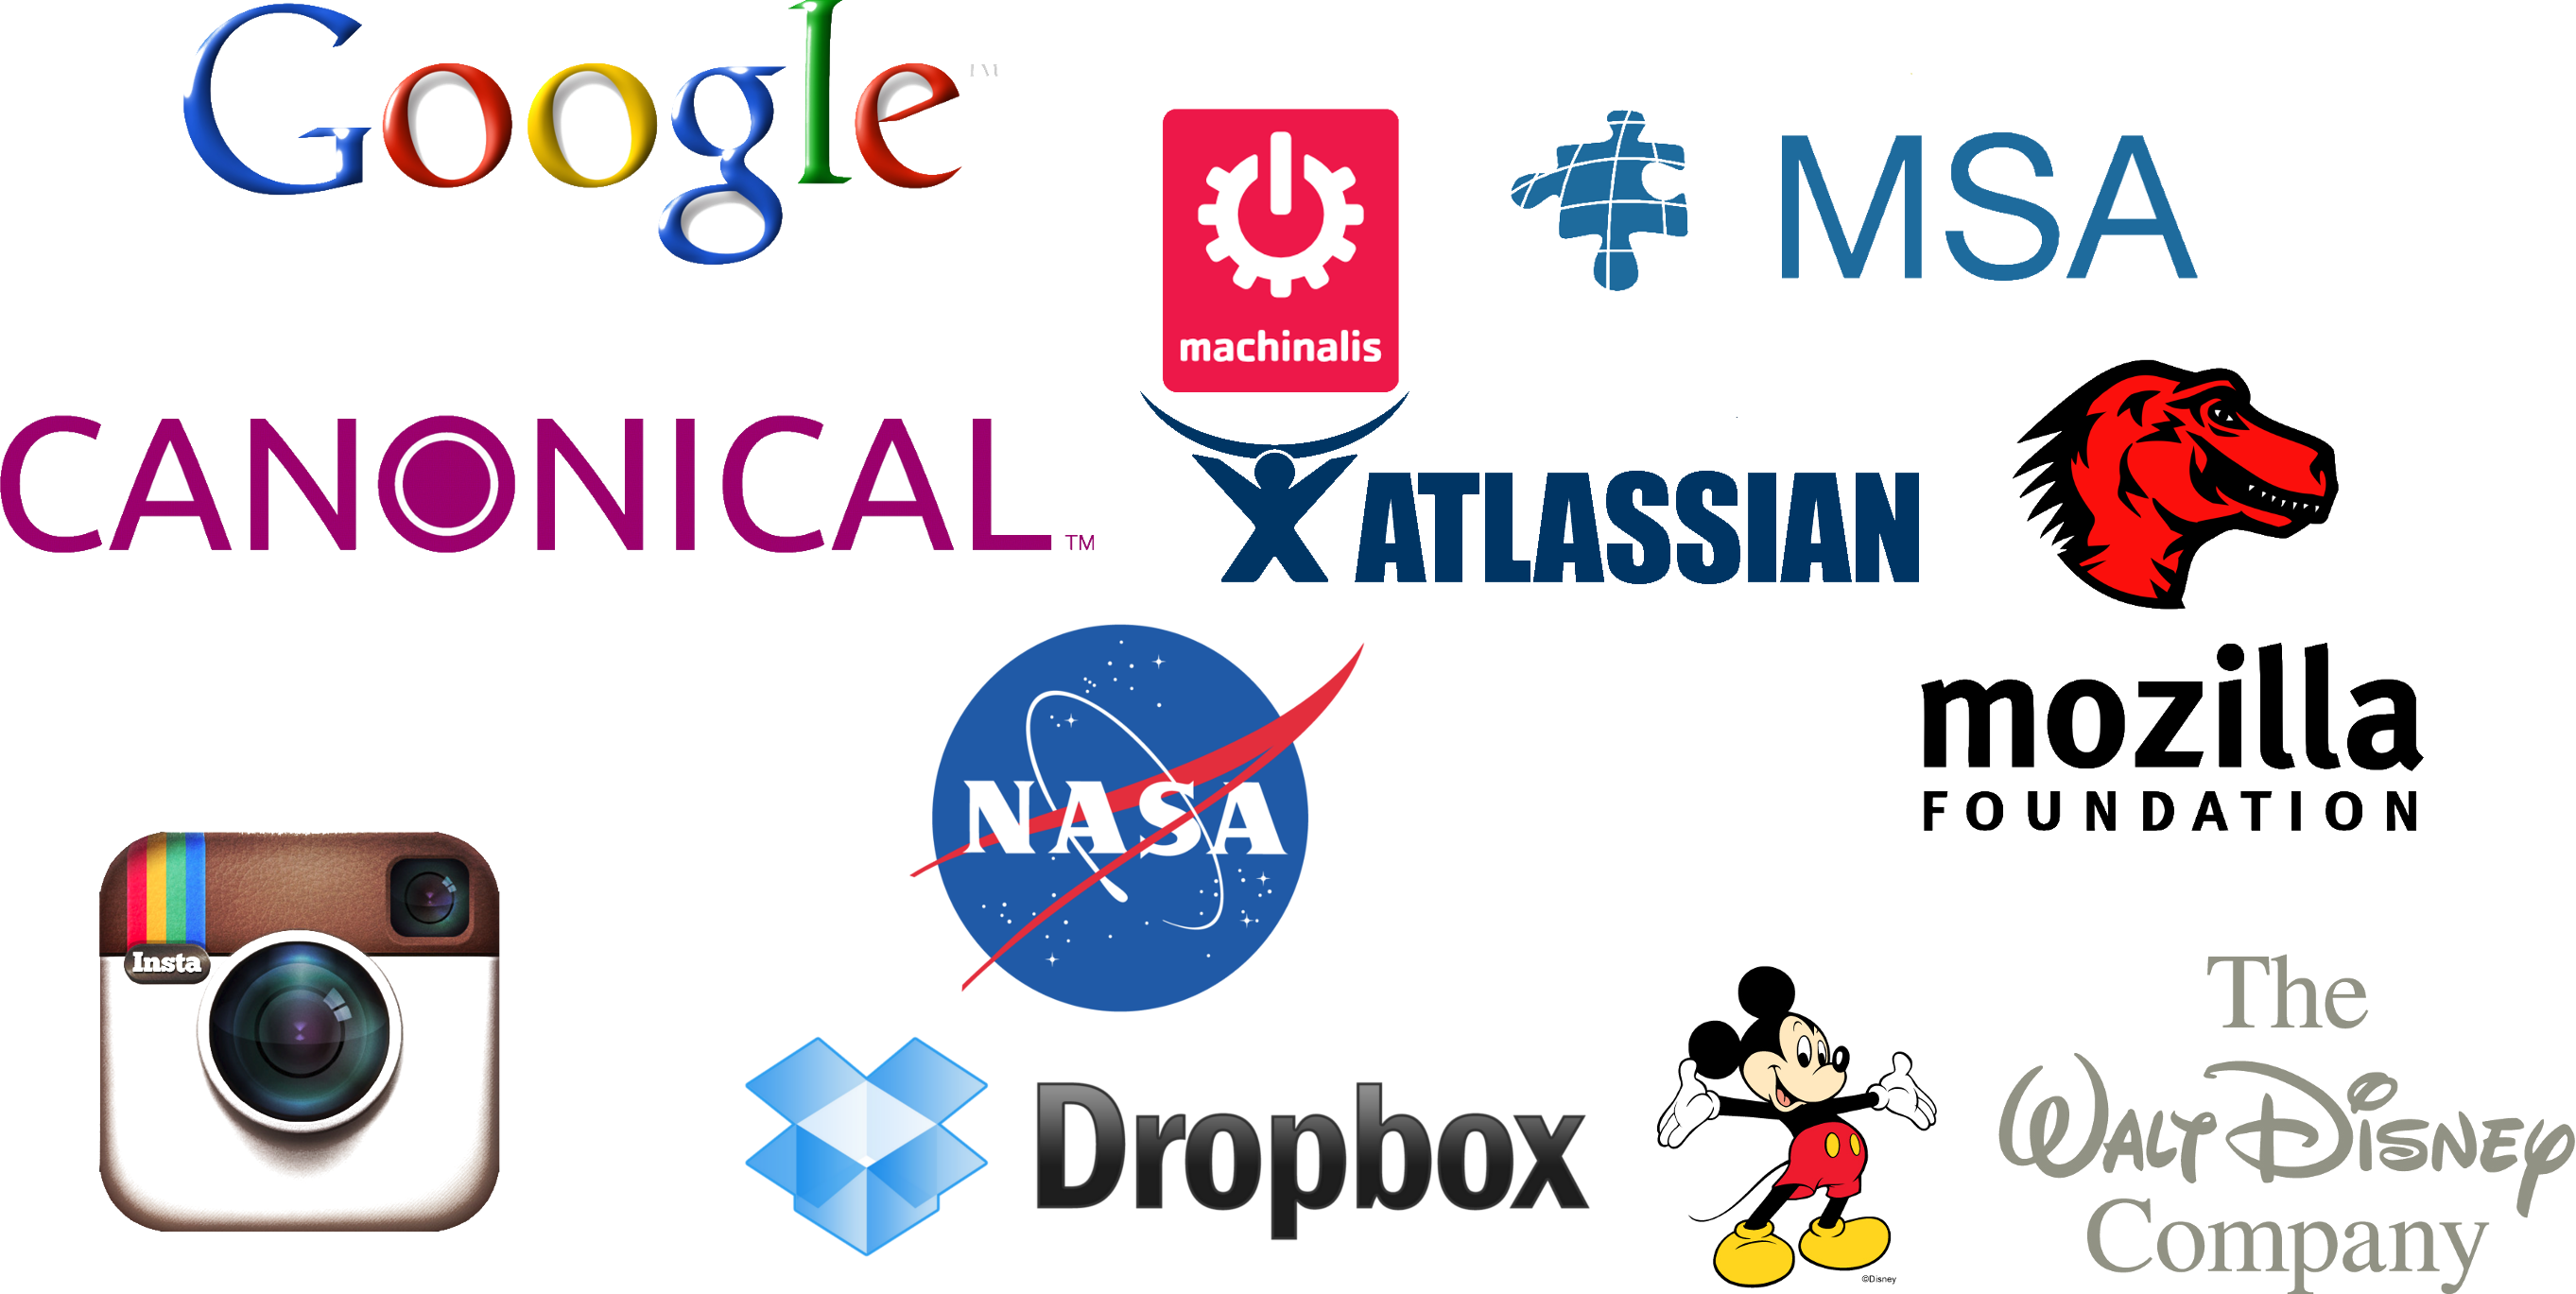 Google
TM
machinalis
MSA
CANONICAL TM
ATLASSIAN
mozilla
FOUNDATION
NASA
Insta
Dropbox
©Disney
The
WALT DISNEY
Company